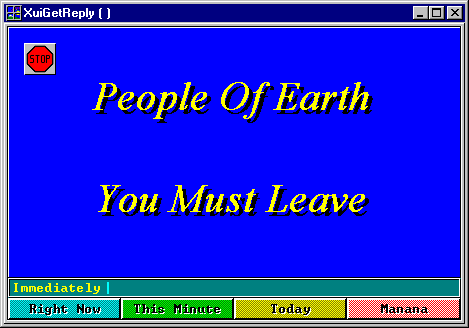 XuiGetReply ( )
STOP
People Of Earth
You Must Leave
Immediately
Right Now
This Minute
Today
Manana